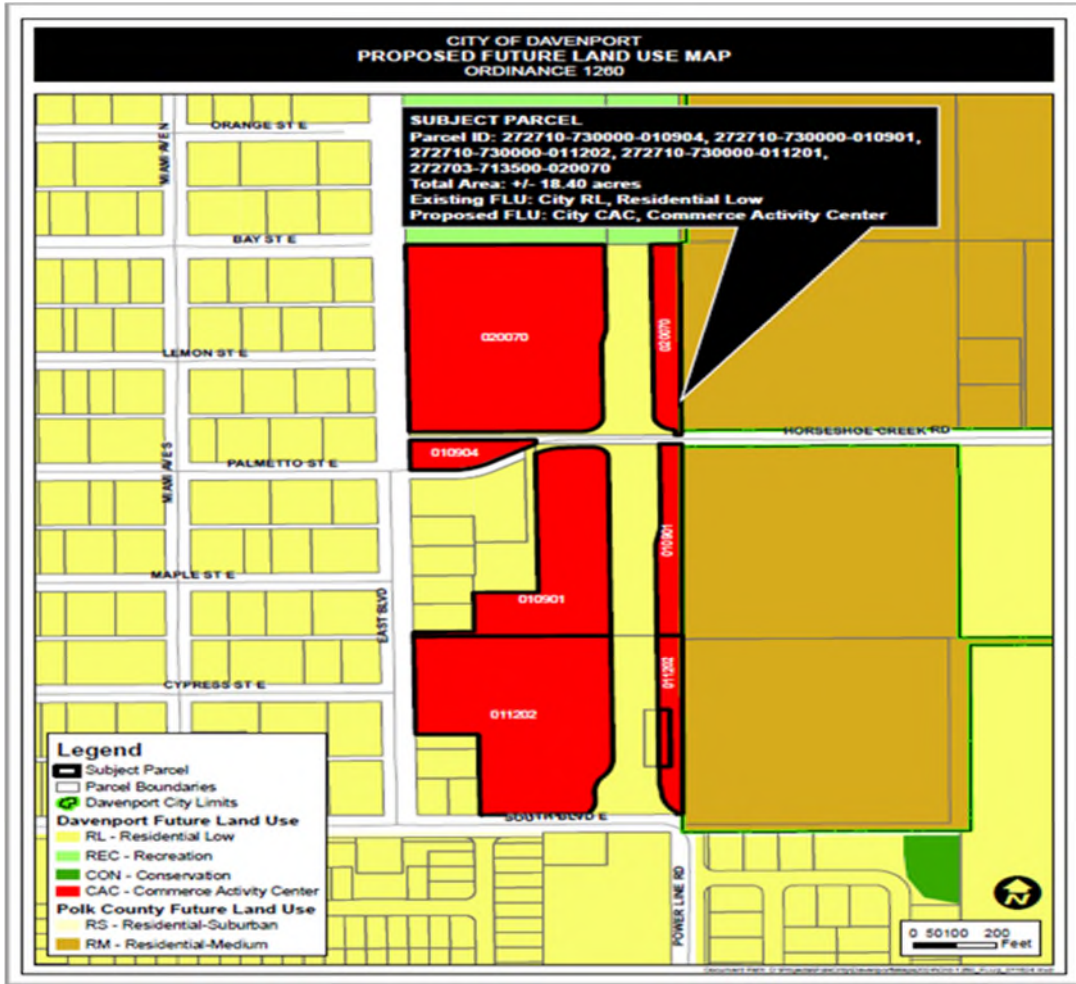 CITY OF DAVENPORT
PROPOSED FUTURE LAND USE MAP
ORDINANCE 1260
SUBJECT PARCEL
Parcel ID: 272710-730000-010904, 272710-730000-010901,
272710-730000-011202, 272710-730000-011201,
272703-713500-020070
Total Area: +/- 18.40 acres
Existing FLU: City RL, Residential Low
Proposed FLU: City CAC, Commerce Activity Center
MIAMI AVE N
ORANGE ST E
BAY ST E
LEMON ST E
020070
020070
HORSESHOE CREEK RD
010904
PALMETTO ST E
MIAMI AVE S
010901
MAPLE ST E
010901
EAST BLVD
011202
CYPRESS ST E
011202
SOUTH BLVD E
POWER LINE RD
Legend
Subject Parcel
Parcel Boundaries
Davenport City Limits
Davenport Future Land Use
RL - Residential Low
REC - Recreation
CON - Conservation
CAC - Commerce Activity Center
Polk County Future Land Use
RS - Residential-Suburban
RM - Residential-Medium
N
0 50100 200
Feet